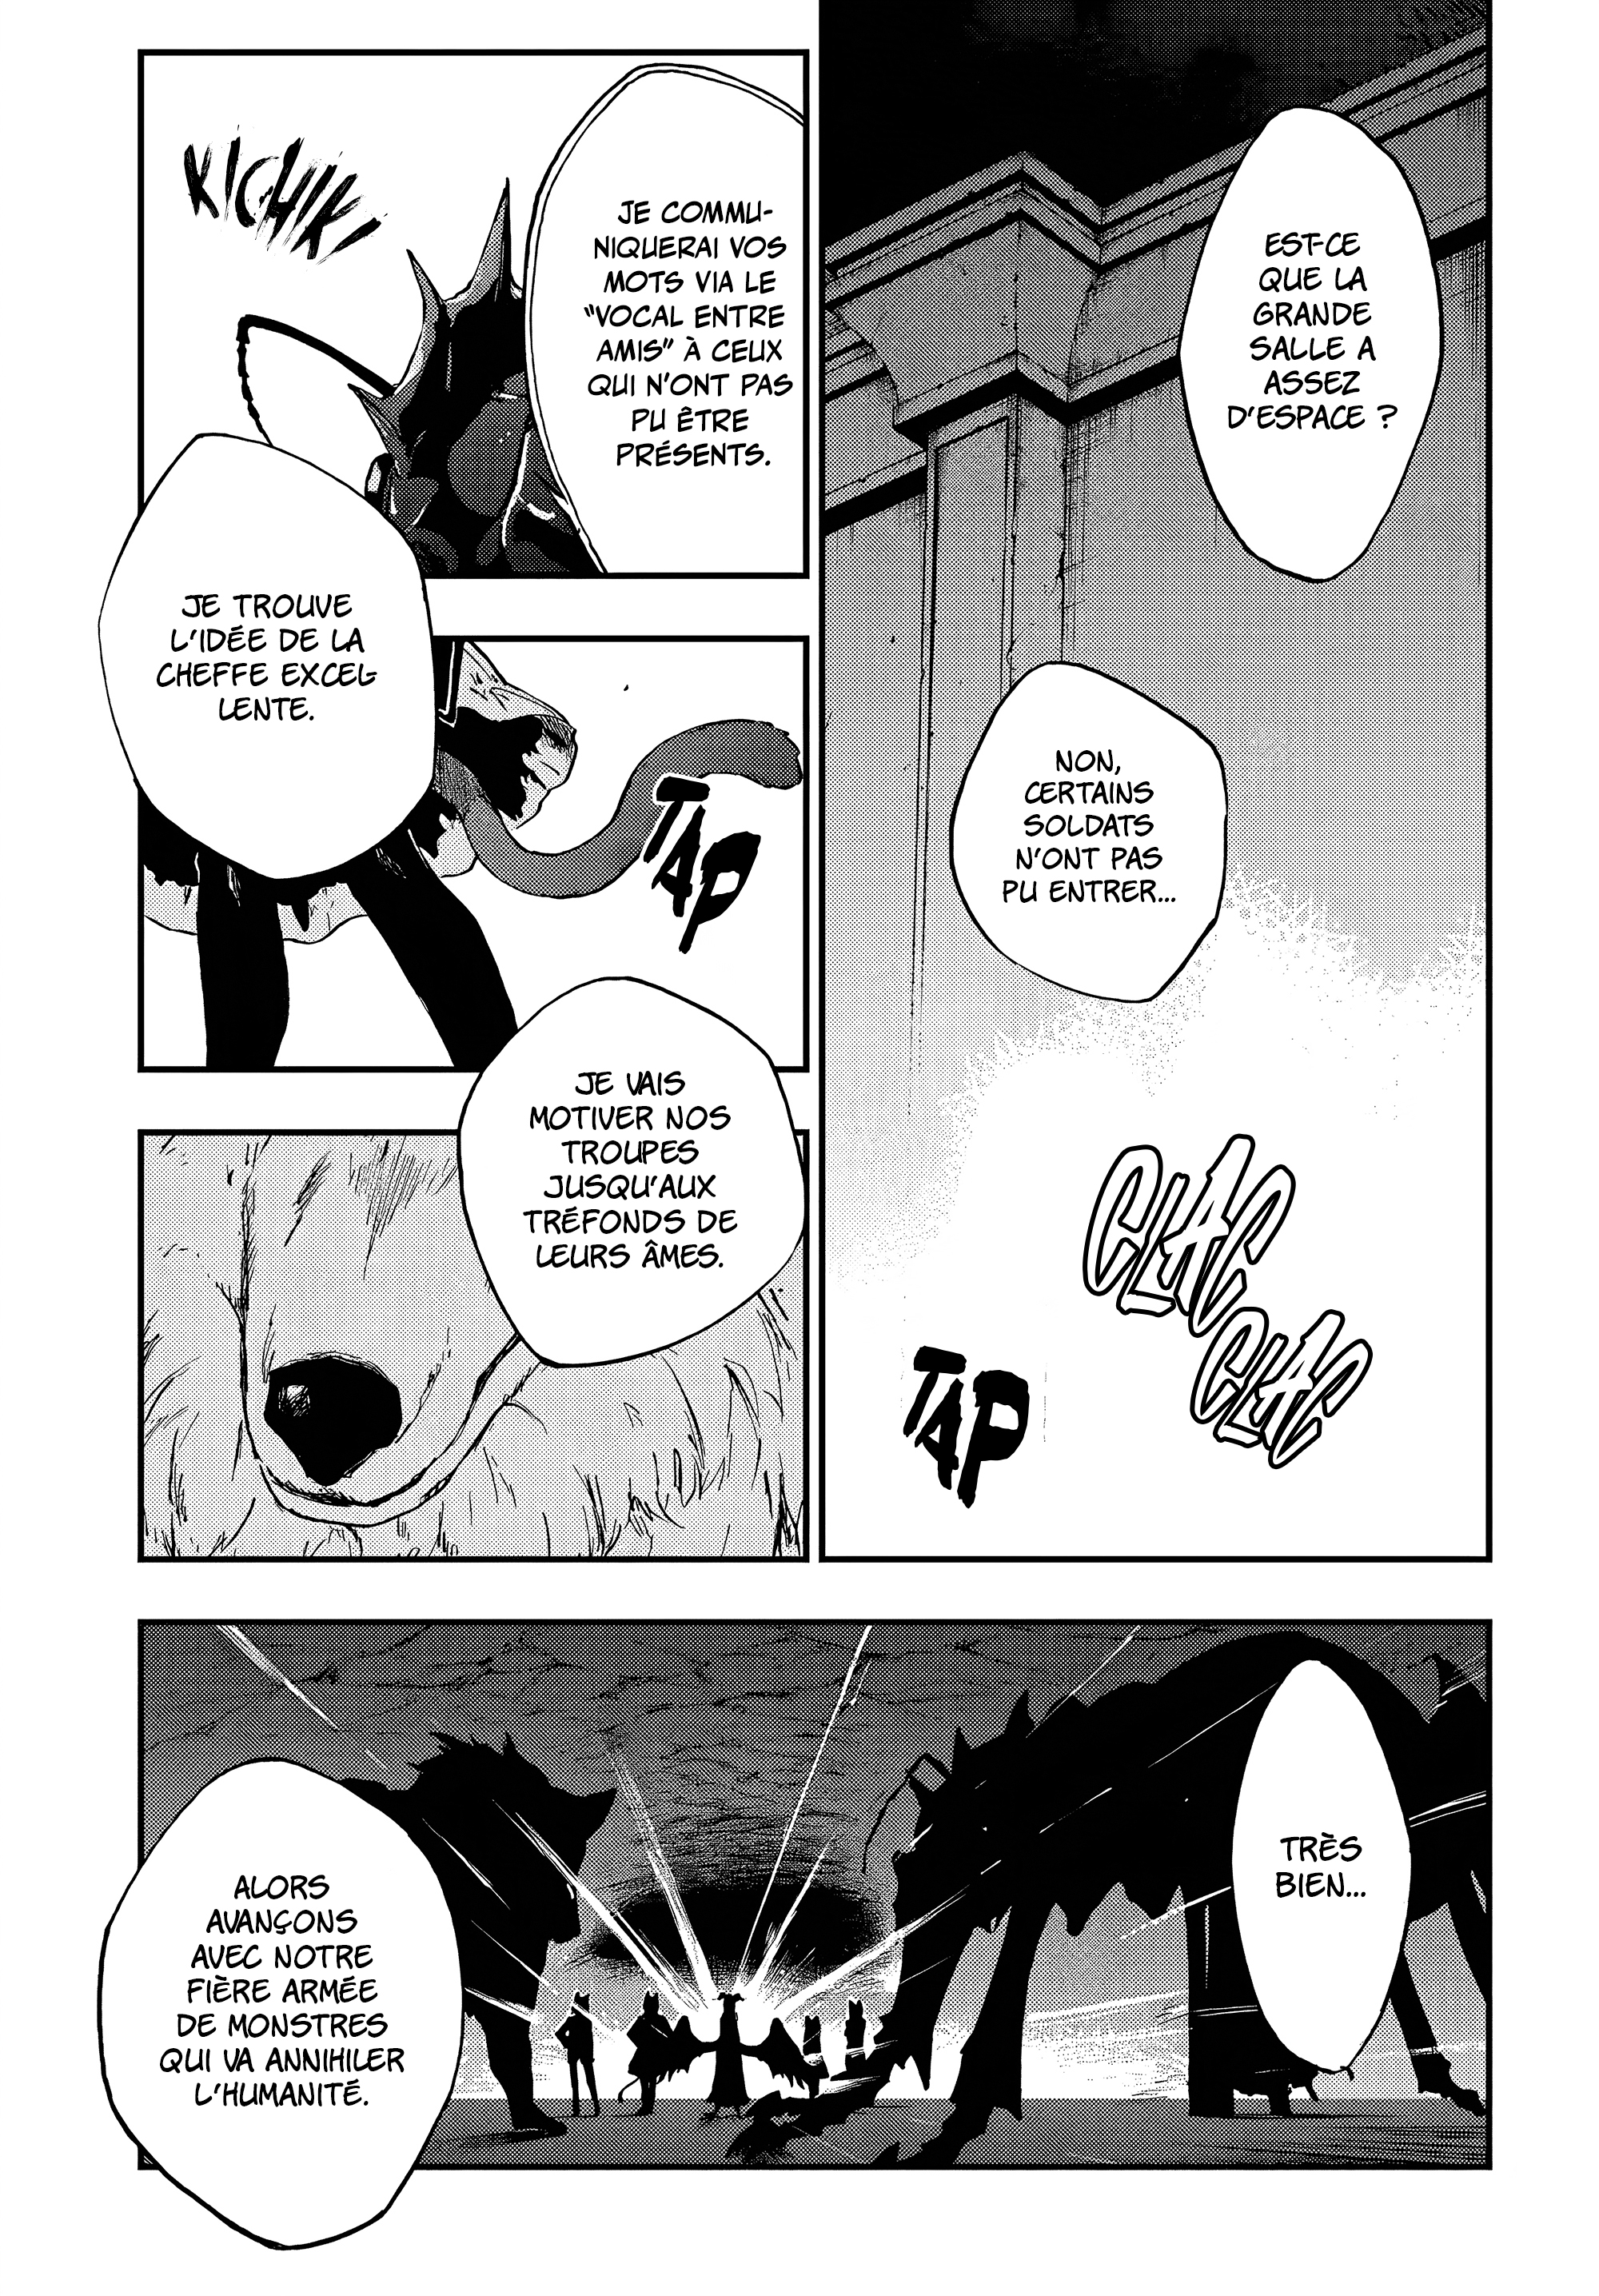 EST-CE
QUE LA
GRANDE
SALLE A
ASSEZ
D'ESPACE ?
NON,
CERTAINS
SOLDATS
N'ONT PAS
PU ENTRER...
CLAC
CLAC
TAP
JE COMMU-
NIQUERAI VOS
MOTS VIA LE
"VOCAL ENTRE
AMIS" À CEUX
QUI N'ONT PAS
PU ÊTRE
PRÉSENTS.
KICHIKI
JE TROUVE
L'IDÉE DE LA
CHEFFE EXCEL-
LENTE.
TAP
JE VAIS
MOTIVER NOS
TROUPES
JUSQU'AUX
TRÉFONDS DE
LEURS ÂMES.
TRÈS
BIEN...
ALORS
AVANÇONS
AVEC NOTRE
FIÈRE ARMÉE
DE MONSTRES
QUI VA ANNIHILER
L'HUMANITÉ.